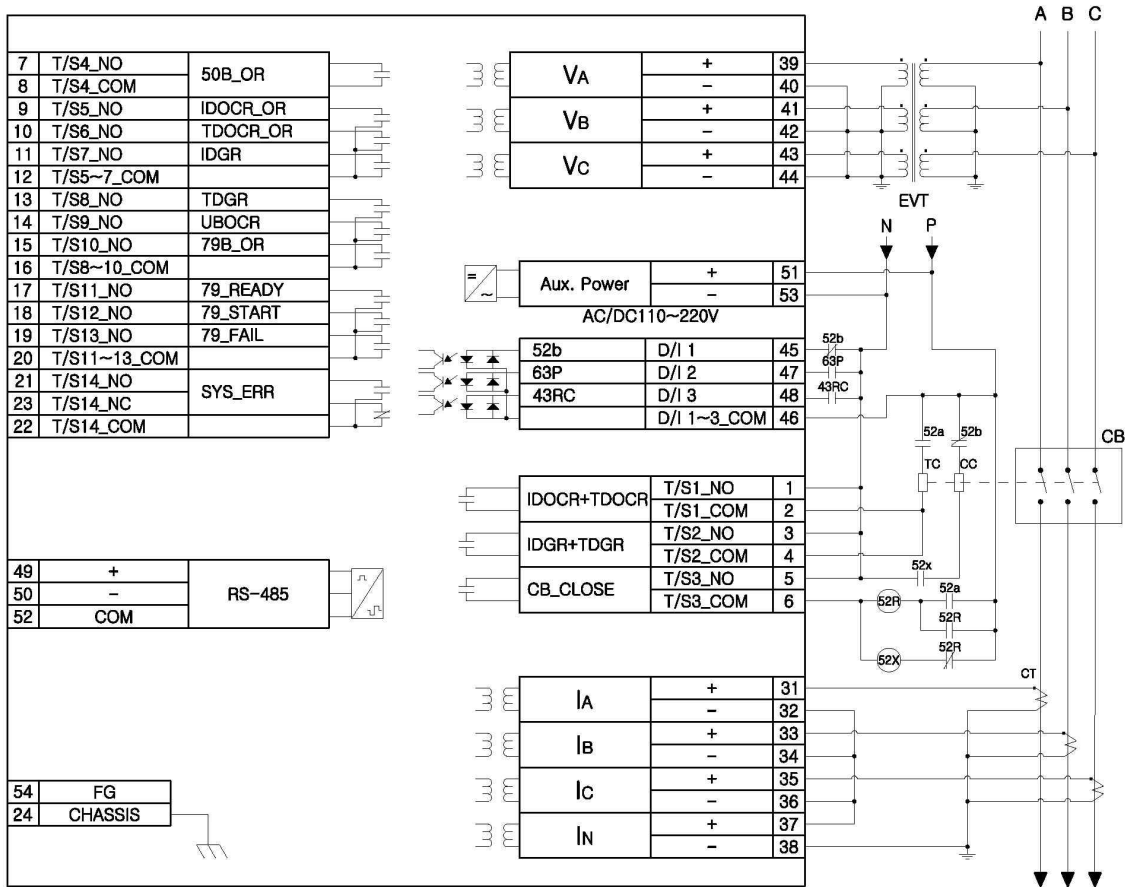 A B C
7 T/S4_NO 50B_OR
8 T/S4_COM
9 T/S5_NO IDOCR_OR
10 T/S6_NO TDOCR_OR
11 T/S7_NO IDGR
12 T/S5~7_COM
13 T/S8_NO TDGR
14 T/S9_NO UBOCR
15 T/S10_NO 79B_OR
16 T/S8~10_COM
17 T/S11_NO 79_READY
18 T/S12_NO 79_START
19 T/S13_NO 79_FAIL
20 T/S11~13_COM
21 T/S14_NO SYS_ERR
23 T/S14_NC
22 T/S14_COM
49 + RS-485
50 -
52 COM
54 FG
24 CHASSIS
VA + 39
- 40
VB + 41
- 42
VC + 43
- 44
EVT
N P
= ~ Aux. Power + 51
- 53
AC/DC110~220V
52b D/I 1 45
63P D/I 2 47
43RC D/I 3 48
D/I 1~3_COM 46
52b
63P
43RC
52a 52b
TC CC
CB
IDOCR+TDOCR T/S1_NO 1
T/S1_COM 2
IDGR+TDGR T/S2_NO 3
T/S2_COM 4
CB_CLOSE T/S3_NO 5
T/S3_COM 6
52x
52R 52a
52R
52X 52R
CT
IA + 31
- 32
IB + 33
- 34
IC + 35
- 36
IN + 37
- 38